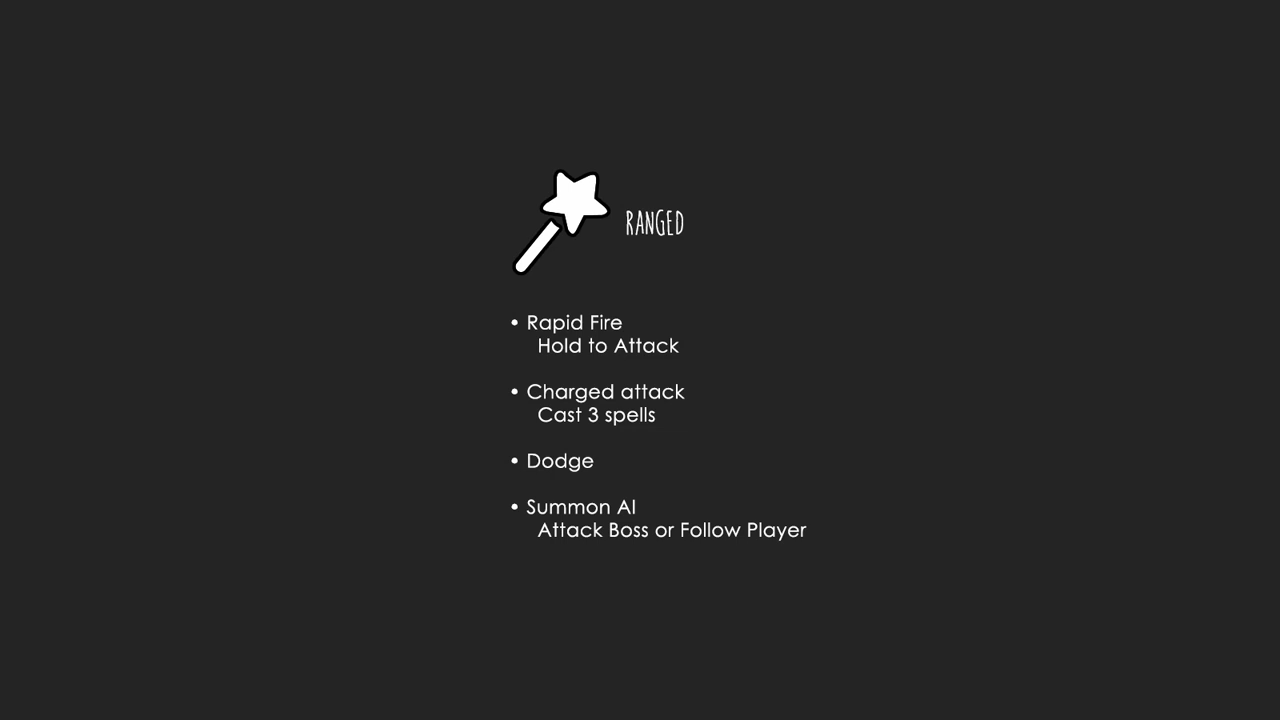 RANGED
• Rapid Fire
Hold to Attack
• Charged attack
Cast 3 spells
• Dodge
• Summon AI
Attack Boss or Follow Player